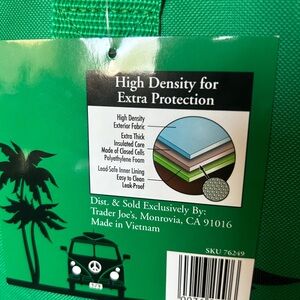 High Density for
Extra Protection
High Density
Exterior Fabric
Extra Thick
Insulated Core
Made of Closed Cells
Polyethylene Foam
Lead-Safe Inner Lining
Easy to Clean
Leak-Proof
Dist. & Sold Exclusively By:
Trader Joe's, Monrovia, CA 91016
Made in Vietnam
SKU 76249